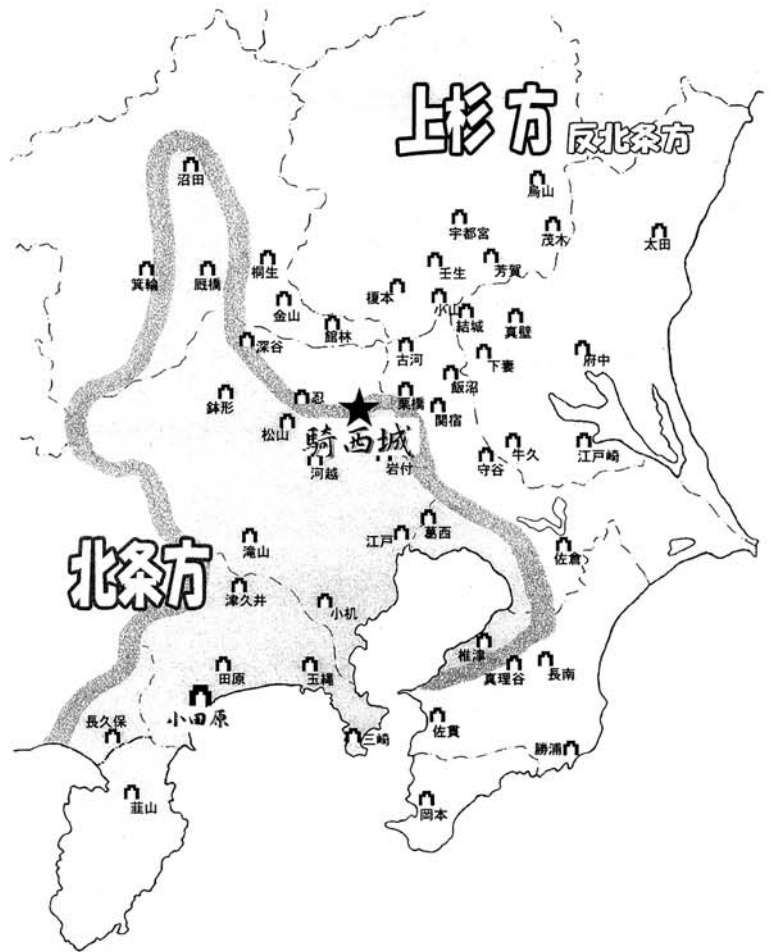 上杉方 反北条方
沼田
烏山
宇都宮
茂木
太田
箕輪
厩橋
桐生
壬生
芳賀
金山
榎本
小山
結城
真壁
館林
深谷
古河
下妻
府中
鉢形
忍
栗橋
飯沼
関宿
松山
騎西城
河越
岩付
守谷
牛久
江戸崎
北条方
滝山
江戸
葛西
佐倉
津久井
小机
田原
玉縄
椎津
真理谷
長南
小田原
長久保
三崎
佐貫
勝浦
韮山
岡本